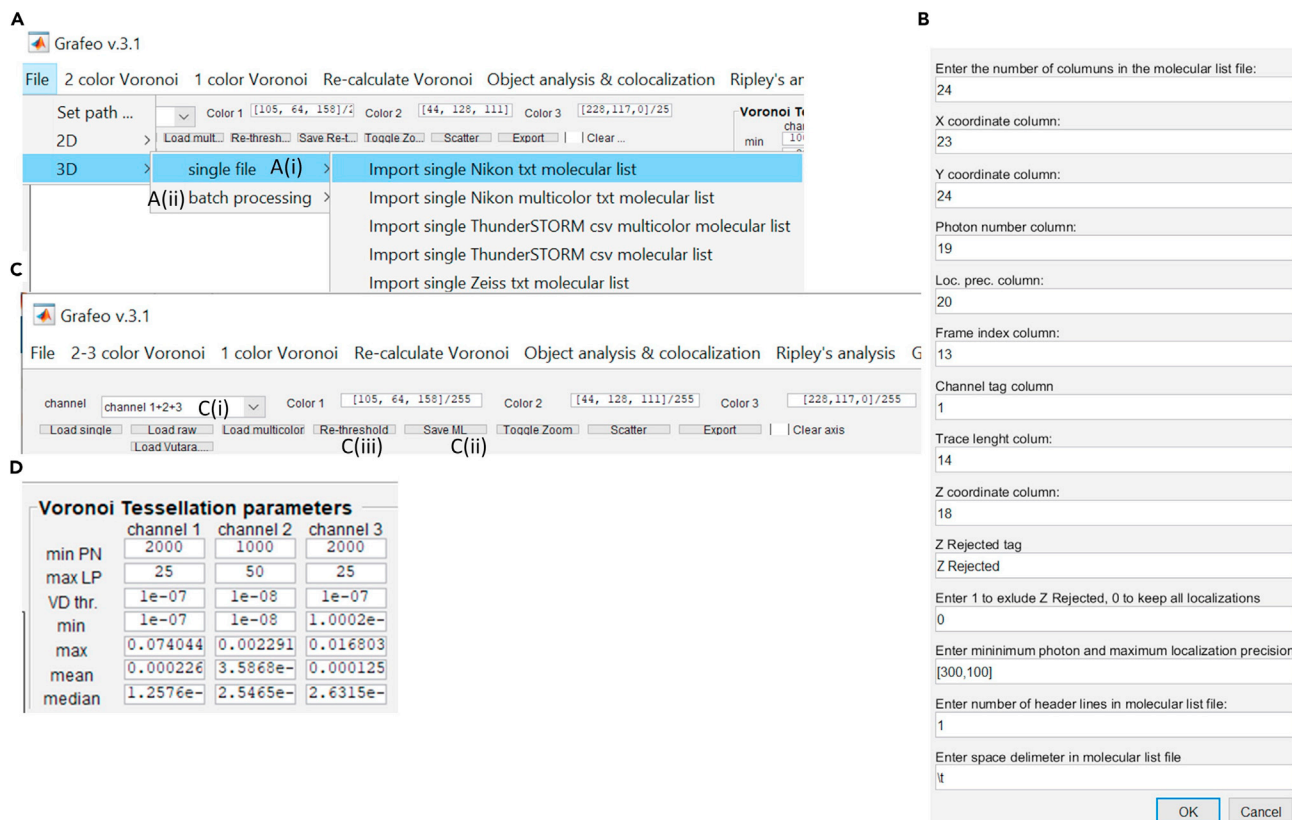 A
Grafeo v.3.1
File 2 color Voronoi 1 color Voronoi Re-calculate Voronoi Object analysis & colocalization Ripley's ar
Set path ...
Color 1 [105, 64, 158]/2 Color 2 [44, 128, 111] Color 3 [228,117,0]/25
Voronoi T
2D >
Load mult... Re-thresh... Save Re-t... Toggle Zo... Scatter Export Clear ...
min 10
3D >
single file A(i) >
A(ii) batch processing >
Import single Nikon txt molecular list
Import single Nikon multicolor txt molecular list
Import single ThunderSTORM csv multicolor molecular list
Import single ThunderSTORM csv molecular list
Import single Zeiss txt molecular list
B
Enter the number of columuns in the molecular list file:
24
X coordinate column:
23
Y coordinate column:
24
Photon number column:
19
Loc. prec. column:
20
Frame index column:
13
Channel tag column
1
Trace lenght colum:
14
Z coordinate column:
18
Z Rejected tag
Z Rejected
Enter 1 to exlude Z Rejected, 0 to keep all localizations
0
Enter mininimum photon and maximum localization precision
[300,100]
Enter number of header lines in molecular list file:
1
Enter space delimeter in molecular list file
\t
OK Cancel
C
Grafeo v.3.1
File 2-3 color Voronoi 1 color Voronoi Re-calculate Voronoi Object analysis & colocalization Ripley's analysis G
channel channel 1+2+3 C(i) Color 1 [105, 64, 158]/255 Color 2 [44, 128, 111]/255 Color 3 [228,117,0]/255
Load single Load raw Load multicolor Re-threshold Save ML Toggle Zoom Scatter Export Clear axis
Load Vutara....
C(iii) C(ii)
D
Voronoi Tessellation parameters
channel 1 channel 2 channel 3
min PN 2000 1000 2000
max LP 25 50 25
VD thr. 1e-07 1e-08 1e-07
min 1e-07 1e-08 1.0002e-
max 0.074044 0.002291 0.016803
mean 0.000226 3.5868e- 0.000125
median 1.2576e- 2.5465e- 2.6315e-